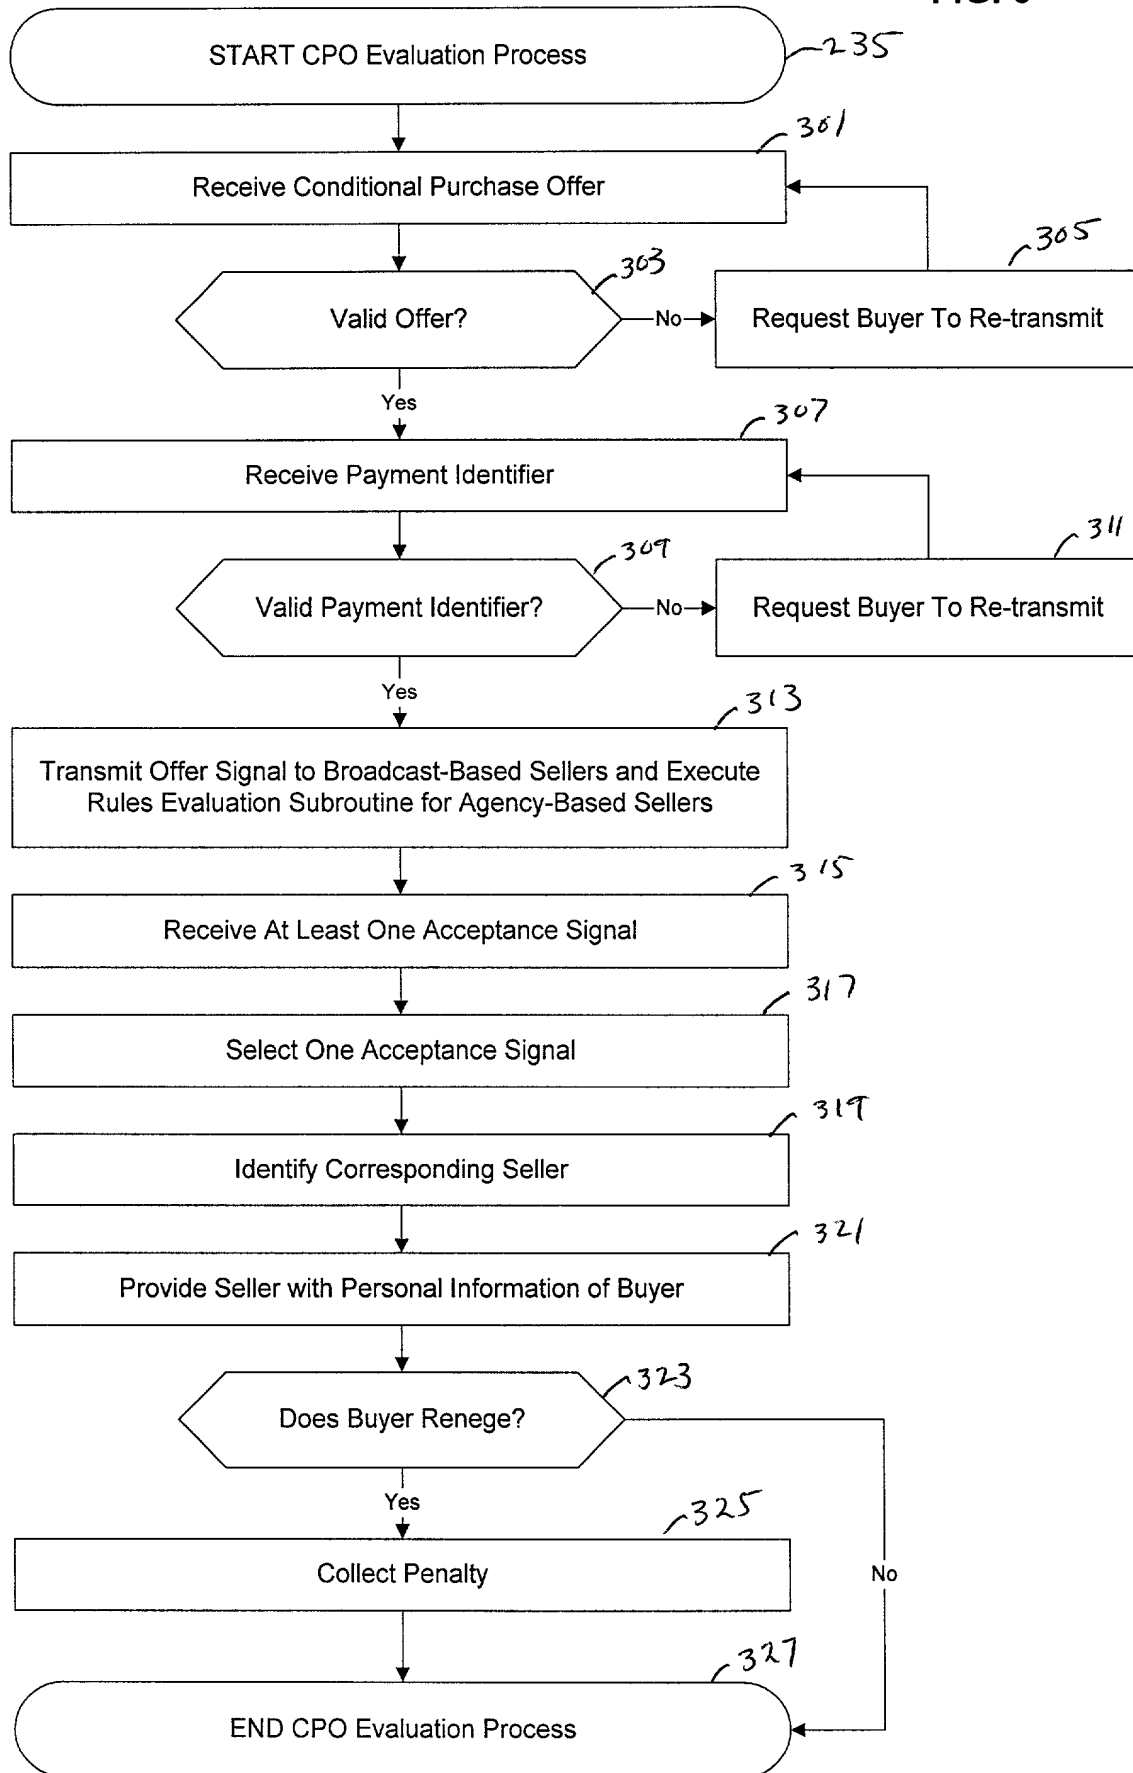 START CPO Evaluation Process
235
301
Receive Conditional Purchase Offer
305
303
Valid Offer?
No
Request Buyer To Re-transmit
Yes
307
Receive Payment Identifier
311
309
Valid Payment Identifier?
No
Request Buyer To Re-transmit
Yes
313
Transmit Offer Signal to Broadcast-Based Sellers and Execute
Rules Evaluation Subroutine for Agency-Based Sellers
315
Receive At Least One Acceptance Signal
317
Select One Acceptance Signal
319
Identify Corresponding Seller
321
Provide Seller with Personal Information of Buyer
323
Does Buyer Renege?
Yes
325
Collect Penalty
No
327
END CPO Evaluation Process